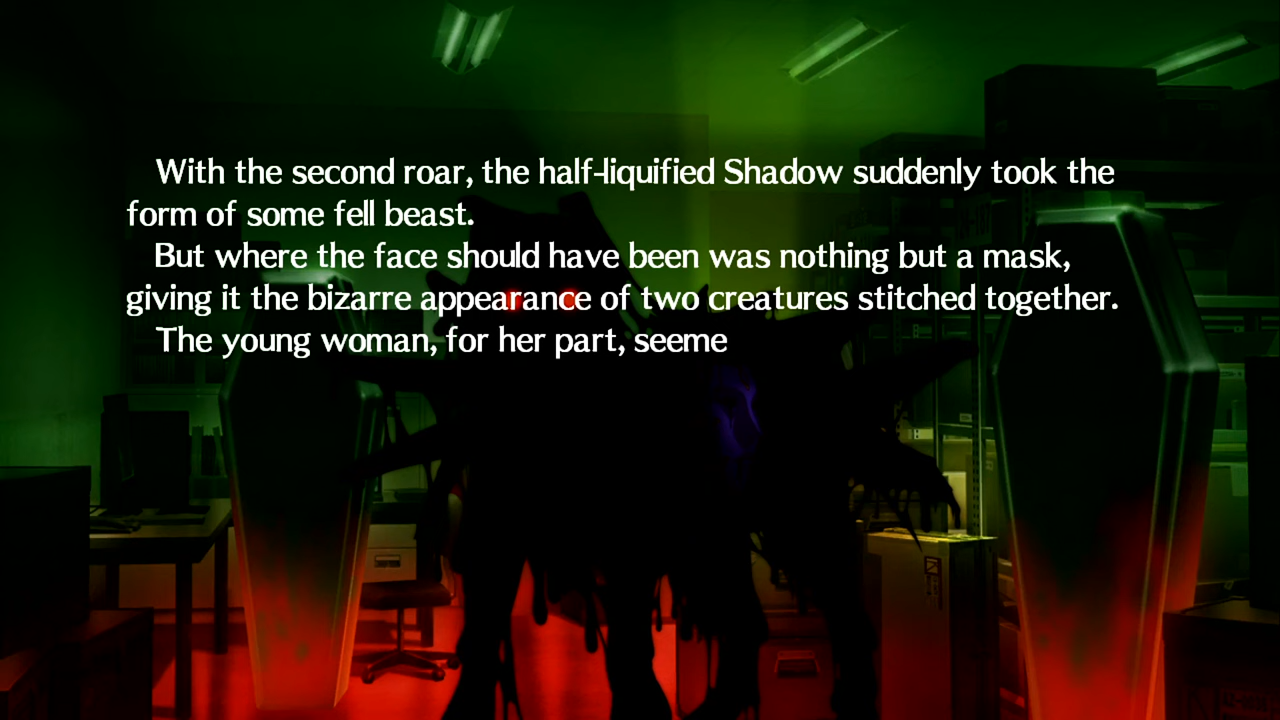 With the second roar, the half-liquified Shadow suddenly took the
form of some fell beast.
But where the face should have been was nothing but a mask,
giving it the bizarre appearance of two creatures stitched together.
The young woman, for her part, seeme